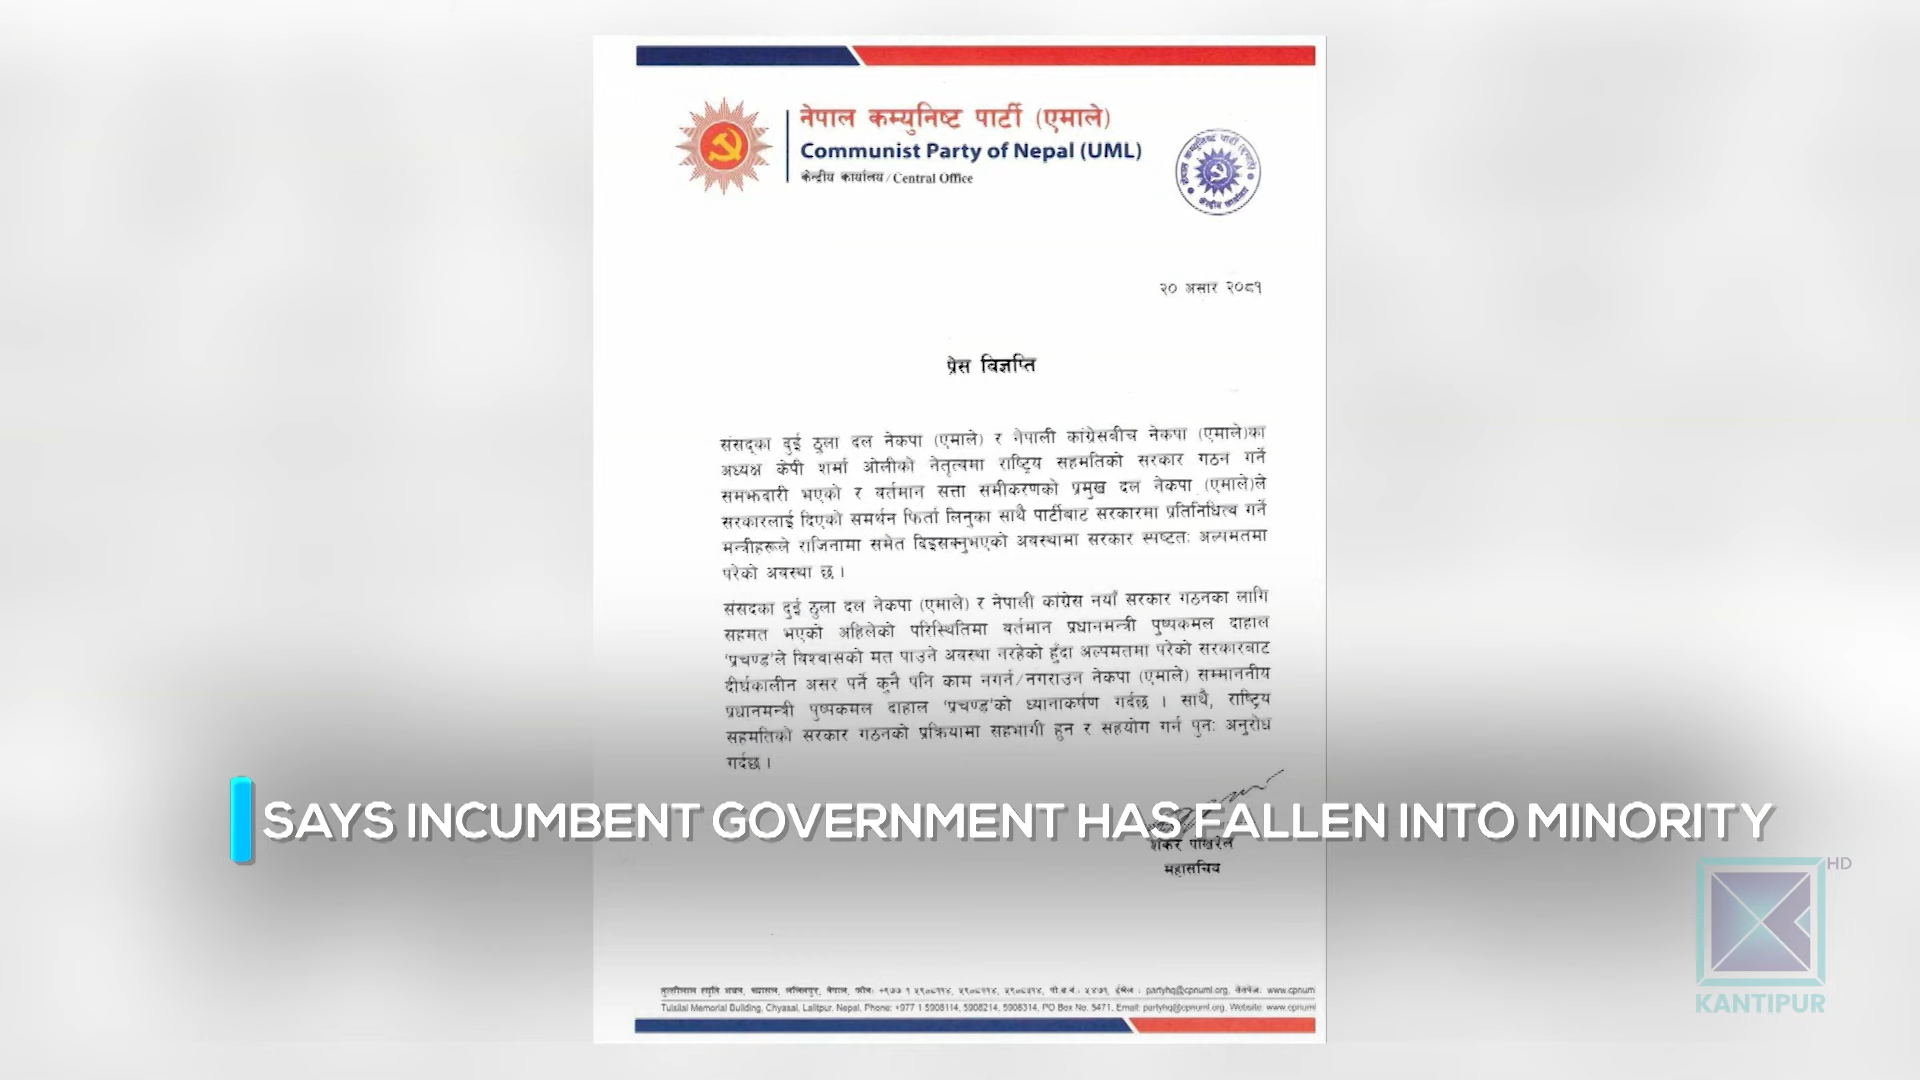 नेपाल कम्युनिष्ट पार्टी (एमाले)
Communist Party of Nepal (UML)
केन्द्रीय कार्यालय / Central Office
२० असार २०८१
प्रेस विज्ञप्ति
संसद्का दुई ठूला दल नेकपा (एमाले) र नेपाली कांग्रेसबीच नेकपा (एमाले)का
अध्यक्ष केपी शर्मा ओलीको नेतृत्वमा राष्ट्रिय सहमतिको सरकार गठन गर्ने
समझदारी भएको र वर्तमान सत्ता समीकरणको प्रमुख दल नेकपा (एमाले)ले
सरकारलाई दिएको समर्थन फिर्ता लिनुका साथै पार्टीबाट सरकारमा प्रतिनिधित्व गर्ने
मन्त्रीहरूले राजिनामा समेत दिइसक्नुभएको अवस्थामा सरकार स्पष्टतः अल्पमतमा
परेको अवस्था छ ।
संसदका दुई ठुला दल नेकपा (एमाले) र नेपाली कांग्रेस नयाँ सरकार गठनका लागि
सहमत भएको अहिलेको परिस्थितिमा वर्तमान प्रधानमन्त्री पुष्पकमल दाहाल
'प्रचण्ड'ले विश्वासको मत पाउने अवस्था नरहेको हुँदा अल्पमतमा परेको सरकारबाट
दीर्घकालीन असर पर्ने कुनै पनि काम नगर्न/नगराउन नेकपा (एमाले) सम्माननीय
प्रधानमन्त्री पुष्पकमल दाहाल 'प्रचण्ड'को ध्यानाकर्षण गर्दछ । साथै, राष्ट्रिय
सहमतिको सरकार गठनको प्रक्रियामा सहभागी हुन र सहयोग गर्न पुनः अनुरोध
गर्दछ ।
SAYS INCUMBENT GOVERNMENT HAS FALLEN INTO MINORITY
शंकर पोखरेल
महासचिव
HD
KANTIPUR
Tulsilal Memorial Building, Chyasal, Lalitpur, Nepal, Phone: +977 1 5908114, 5908214, 5908314, PO Box No. 5471, Email: partyhq@cpnuml.org, Website: www.cpnuml